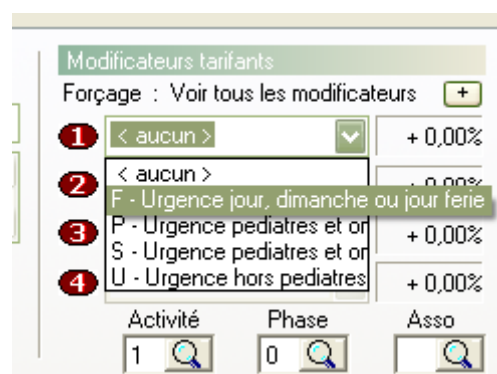 Modificateurs tarifants
Forçage : Voir tous les modificateurs +
1 < aucun > + 0,00%
< aucun >
2 F - Urgence jour, dimanche ou jour ferie
3 P - Urgence pediatres et or + 0,00%
S - Urgence pediatres et or
4 U - Urgence hors pediatres + 0,00%
Activité Phase Asso
1 0